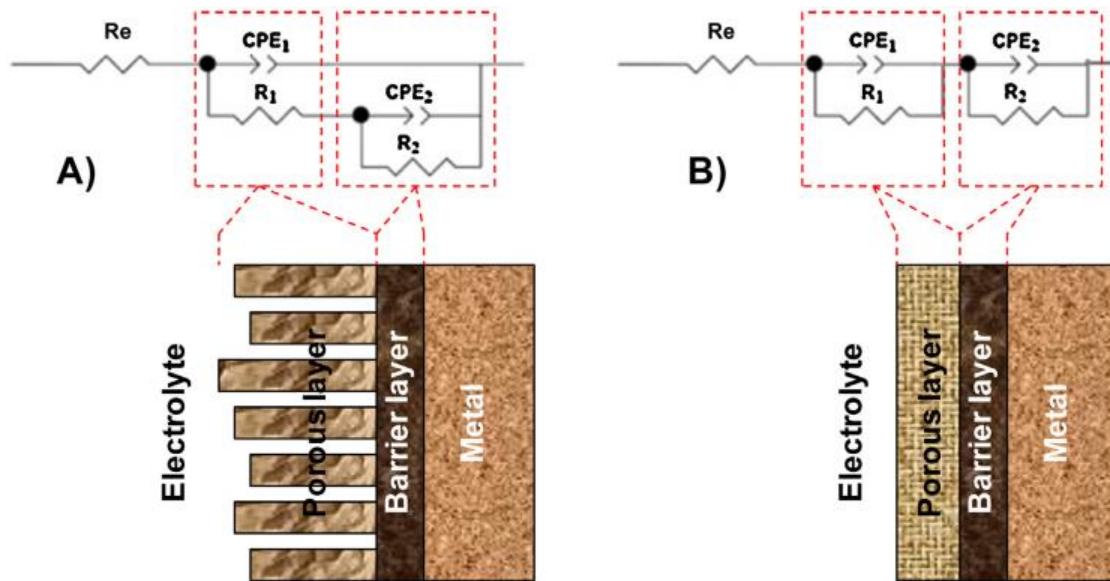 Re
CPE1
R1
CPE2
R2
A)
Electrolyte
Porous layer
Barrier layer
Metal
Re
CPE1
R1
CPE2
R2
B)
Electrolyte
Porous layer
Barrier layer
Metal